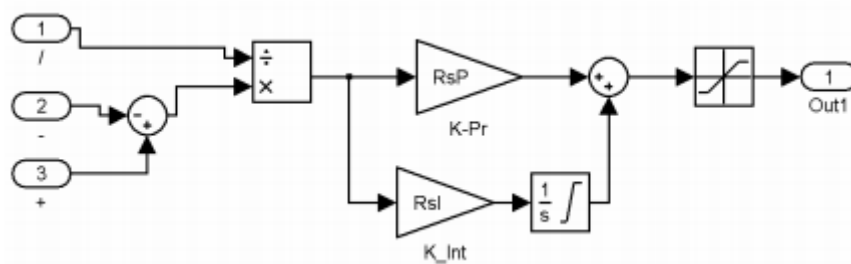 1
/
2
-
3
+
÷
×
-
+
RsP
K-Pr
RsI
K_Int
1
s
+
+
1
Out1